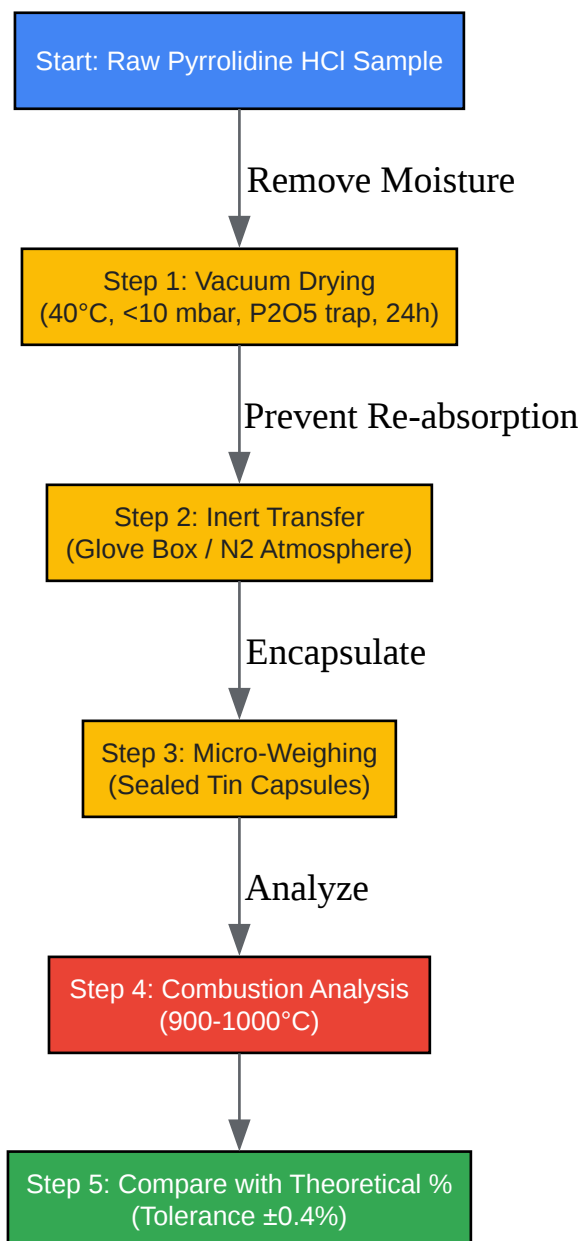 Start: Raw Pyrrolidine HCl Sample
Remove Moisture
Step 1: Vacuum Drying
(40°C, <10 mbar, P2O5 trap, 24h)
Prevent Re-absorption
Step 2: Inert Transfer
(Glove Box / N2 Atmosphere)
Encapsulate
Step 3: Micro-Weighing
(Sealed Tin Capsules)
Analyze
Step 4: Combustion Analysis
(900-1000°C)
Step 5: Compare with Theoretical %
(Tolerance ±0.4%)